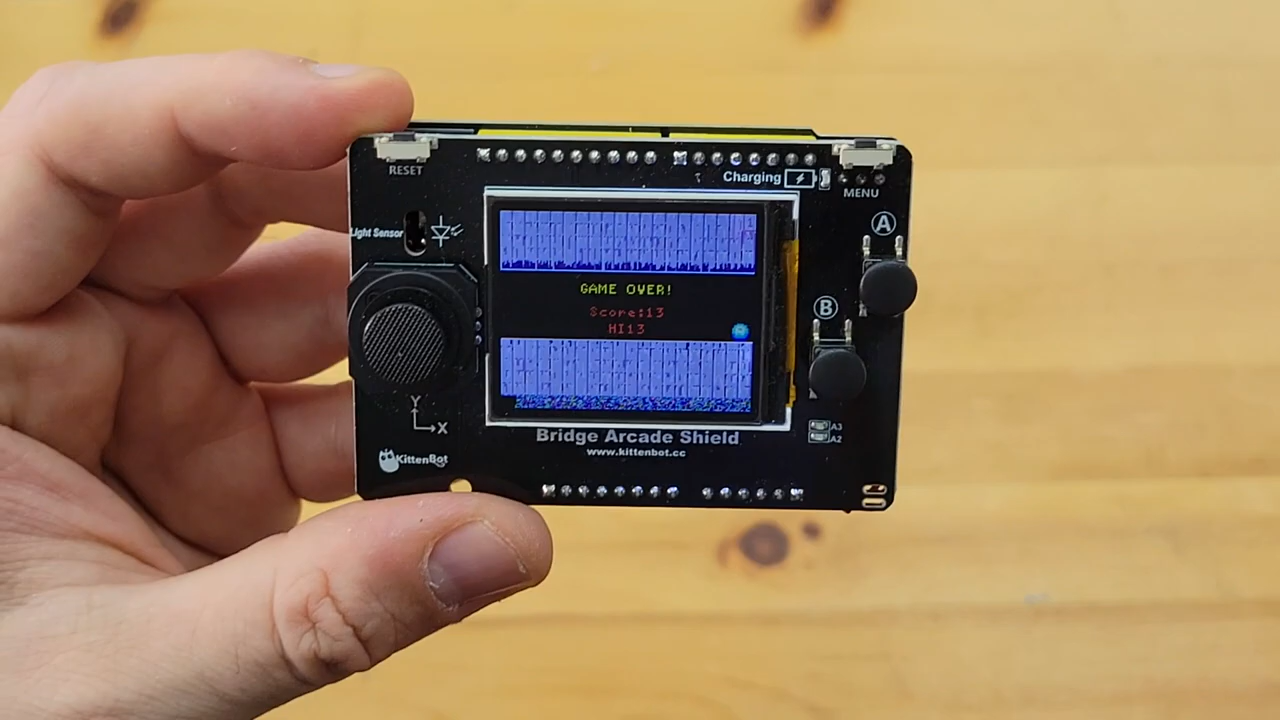 RESET
Charging
MENU
Light Sensor
A
GAME OVER!
Score:13
HI13
B
Y
X
A3
A2
Bridge Arcade Shield
www.kittenbot.cc
KittenBot